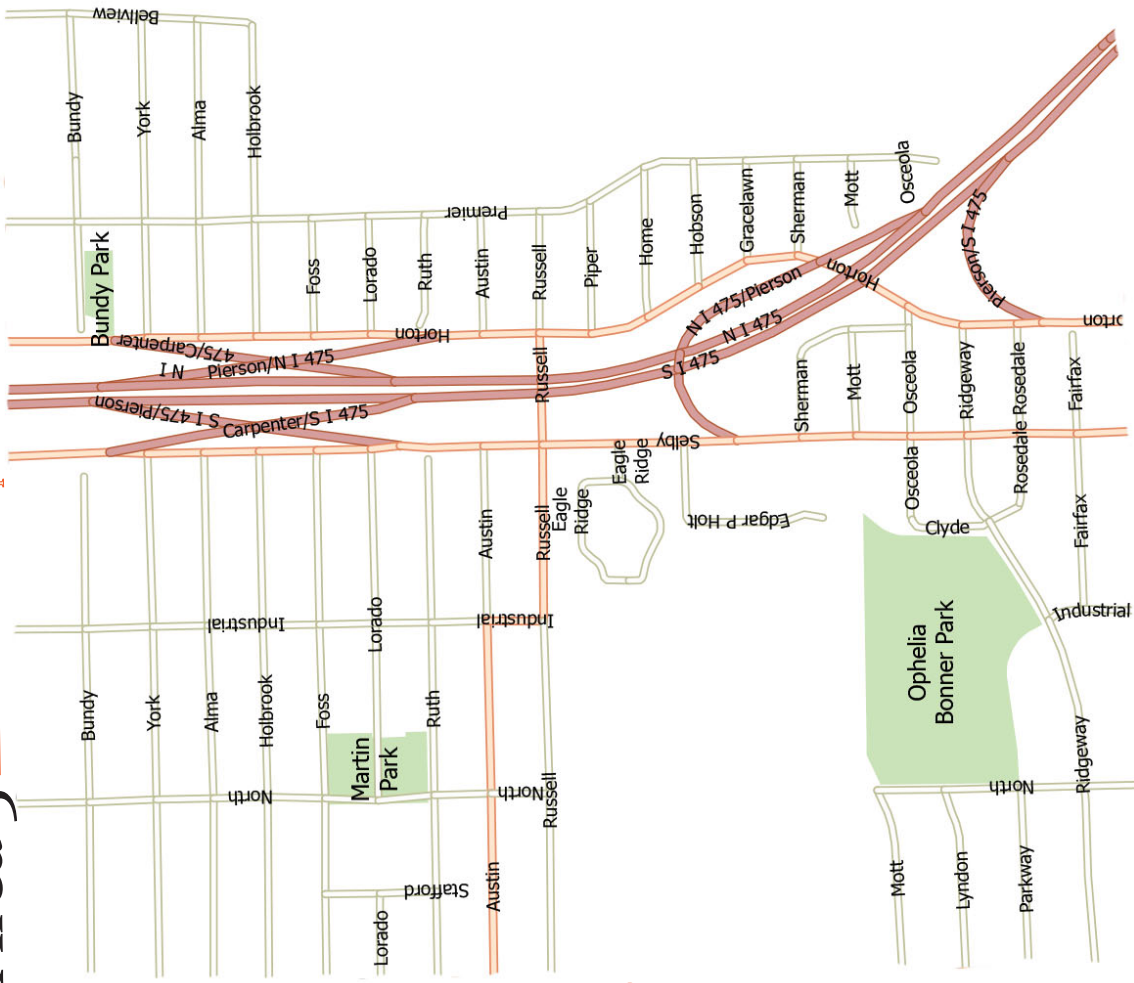 Bellview
Bundy
York
Alma
Holbrook
Osceola
Mott
Sherman
Gracelawn
Hobson
Home
Premier
Pierson/S I 475
Bundy Park
Foss
Lorado
Ruth
Austin
Russell
Piper
Horton
N I 475/Pierson
N I 475
S I 475
Horton
N I 475/Carpenter
Pierson/N I 475
Russell
S I 475/Pierson
Carpenter/S I 475
orton
Sherman
Mott
Osceola
Ridgeway
Rosedale
Rosedale
Fairfax
Selby
Eagle
Ridge
Eagle
Ridge
Edgar P Holt
Osceola
Clyde
Fairfax
Austin
Russell
Industrial
Lorado
Industrial
Industrial
Ophelia
Bonner Park
Bundy
York
Alma
Holbrook
Foss
Ruth
Martin
Park
North
North
Russell
North
Ridgeway
Stafford
Lorado
Austin
Mott
Lyndon
Parkway